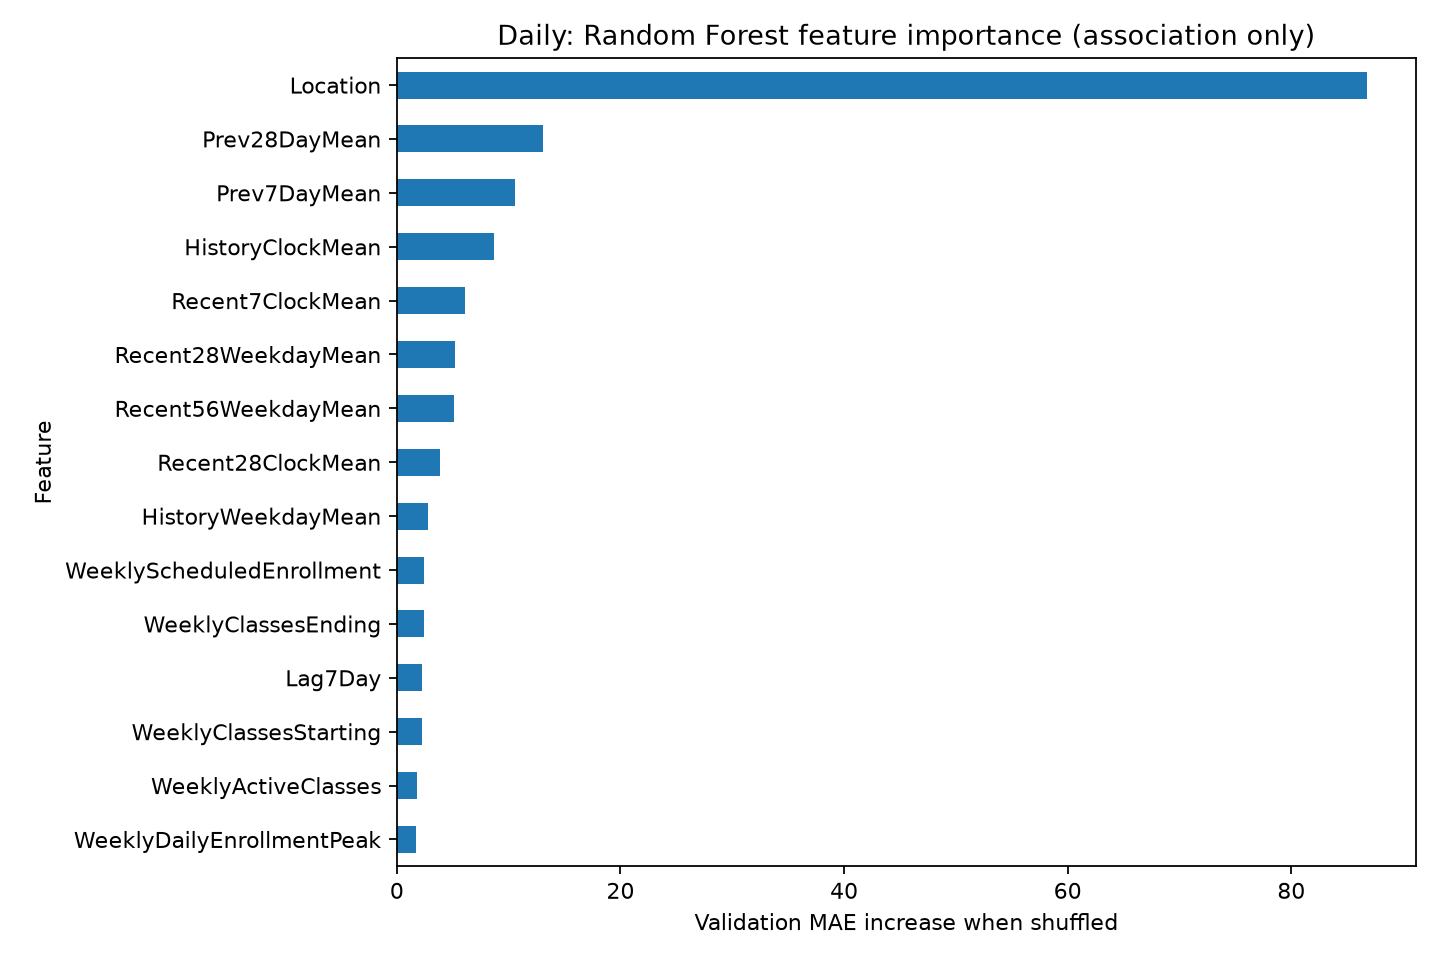 Daily: Random Forest feature importance (association only)
Location
Prev28DayMean
Prev7DayMean
HistoryClockMean
Recent7ClockMean
Recent28WeekdayMean
Recent56WeekdayMean
Recent28ClockMean
HistoryWeekdayMean
WeeklyScheduledEnrollment
WeeklyClassesEnding
Lag7Day
WeeklyClassesStarting
WeeklyActiveClasses
WeeklyDailyEnrollmentPeak
Feature
0 20 40 60 80
Validation MAE increase when shuffled